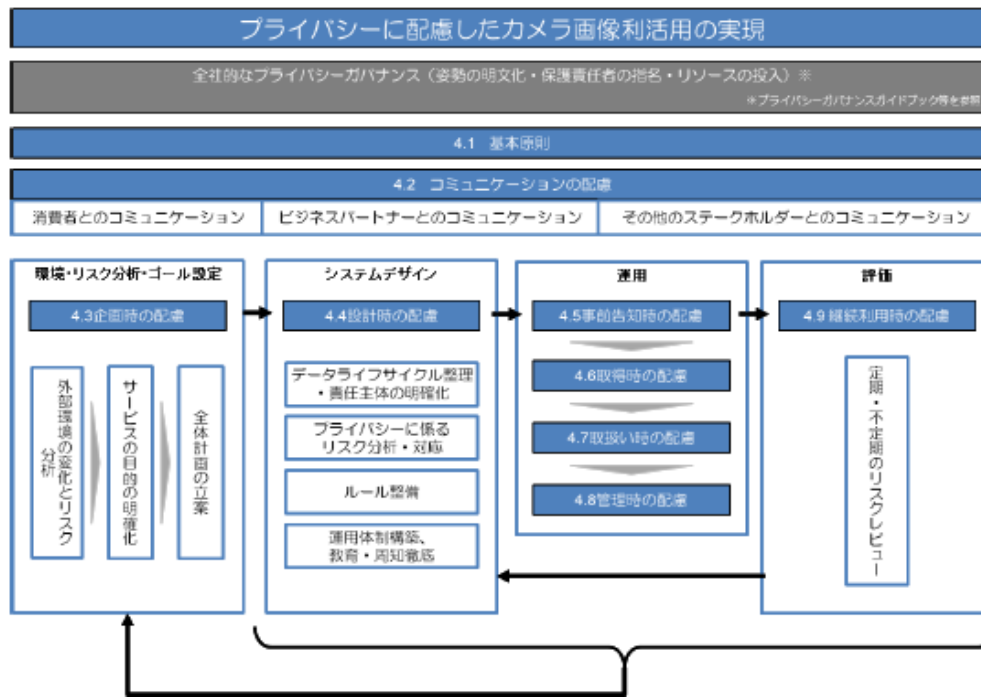 プライバシーに配慮したカメラ画像利活用の実現
全社的なプライバシーガバナンス（姿勢の明文化・保護責任者の指名・リソースの投入）※
※プライバシーガバナンスガイドブック等を参照
4.1 基本原則
4.2 コミュニケーションの配慮
消費者とのコミュニケーション
ビジネスパートナーとのコミュニケーション
その他のステークホルダーとのコミュニケーション
環境・リスク分析・ゴール設定
4.3企画時の配慮
外部環境の変化とリスク
分析
サービスの目的の明確化
全体計画の立案
システムデザイン
4.4設計時の配慮
データライフサイクル整理
・責任主体の明確化
プライバシーに係る
リスク分析・対応
ルール整備
運用体制構築、
教育・周知徹底
運用
4.5事前告知時の配慮
4.6取得時の配慮
4.7取扱い時の配慮
4.8管理時の配慮
評価
4.9 継続利用時の配慮
定期・不定期のリスクレビュー